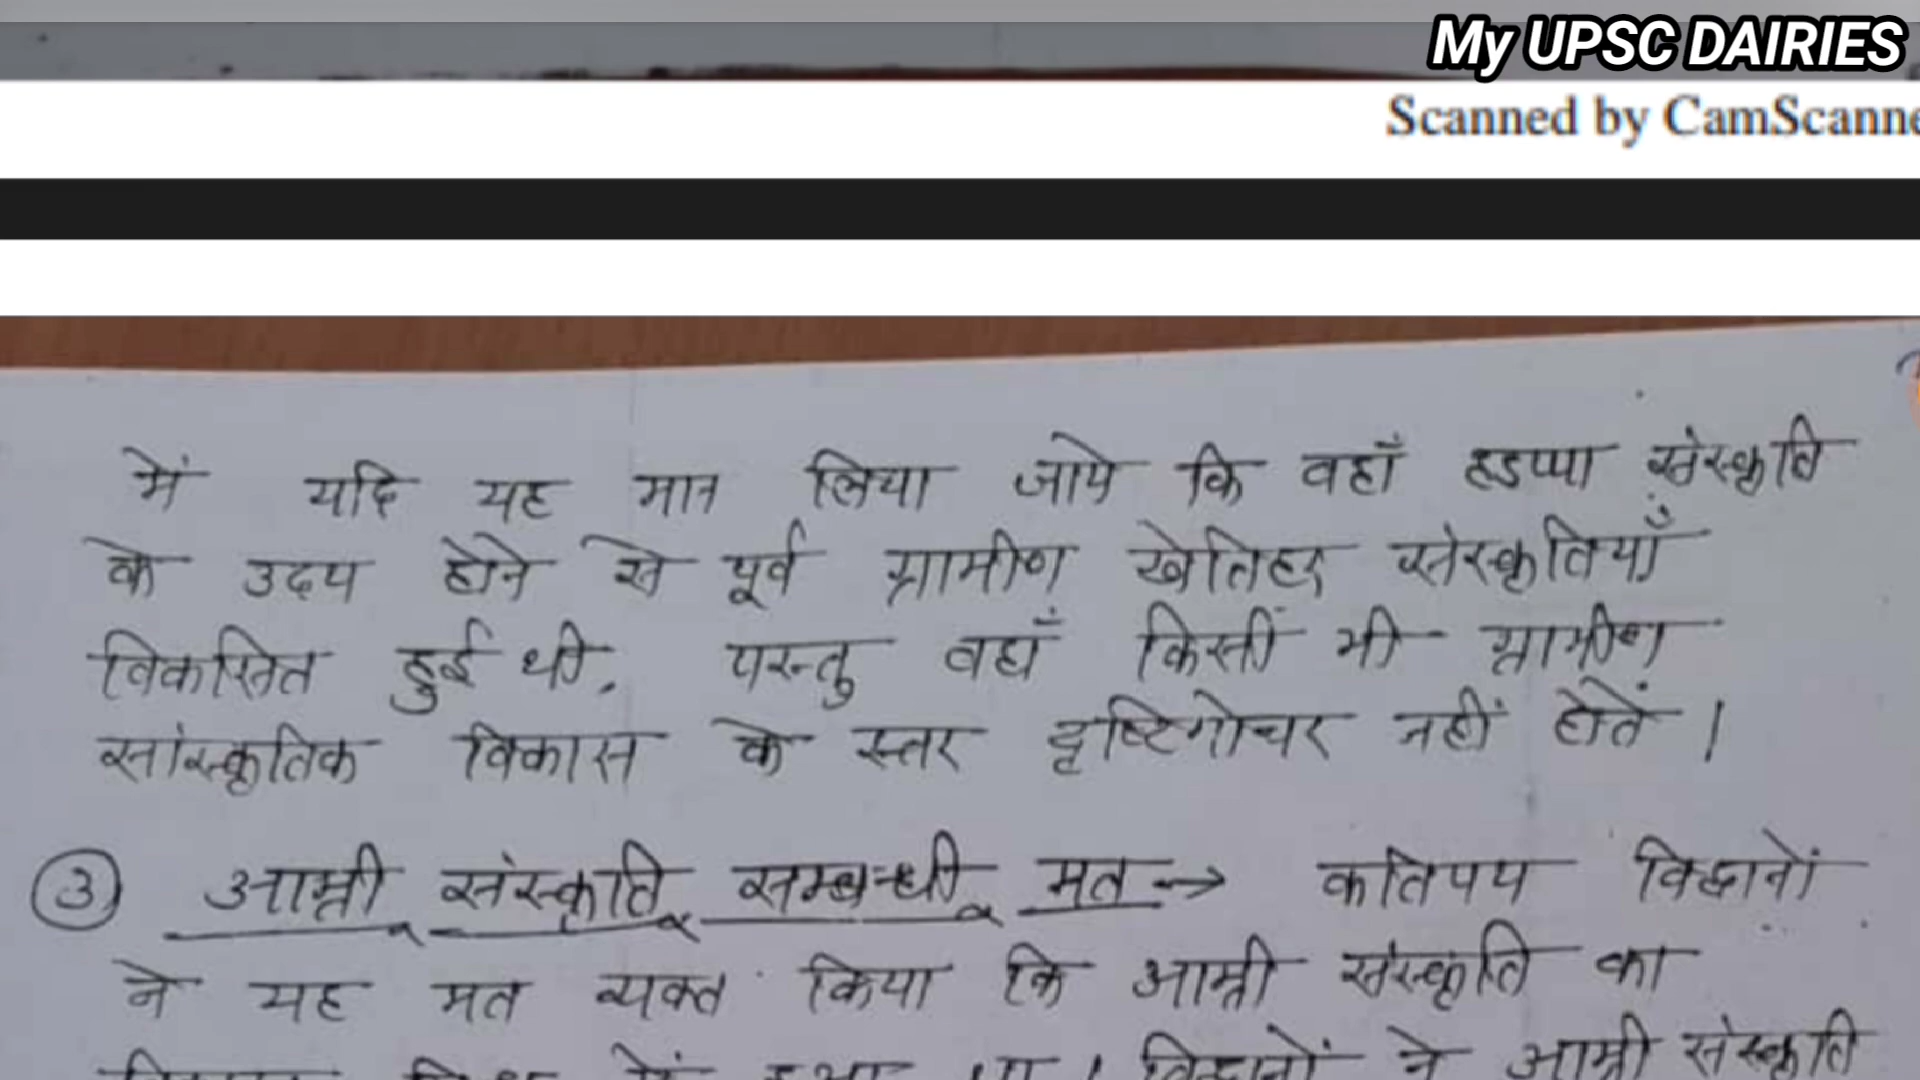 My UPSC DAIRIES
Scanned by CamScanne
में यदि यह मान लिया जाये कि वहाँ हडप्पा संस्कृति
के उदय होने से पूर्व ग्रामीण खेतिहर संस्कृतियाँ
विकसित हुई थी, परन्तु वहाँ किसीं भी ग्रामीण
सांस्कृतिक विकास के स्तर दृष्टिगोचर नहीं होतें।
③ आम्री संस्कृति सम्बन्धी मत → कतिपय विद्वानों
ने यह मत व्यक्त किया कि आम्री संस्कृति का
में हुआ था। विद्वानों ने आम्री संस्कृति